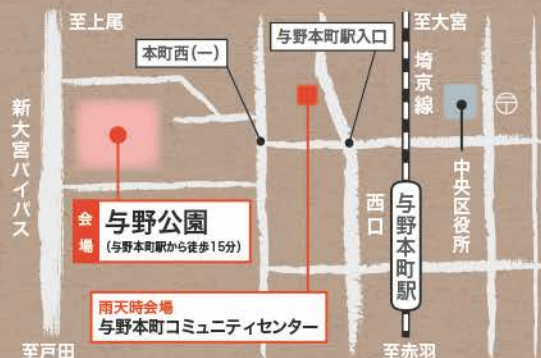 至上尾
至大宮
本町西(一)
与野本町駅入口
埼京線
〒
新大宮バイパス
中央区役所
会場
与野公園
(与野本町駅から徒歩15分)
西口
与野本町駅
雨天時会場
与野本町コミュニティセンター
至戸田
至赤羽